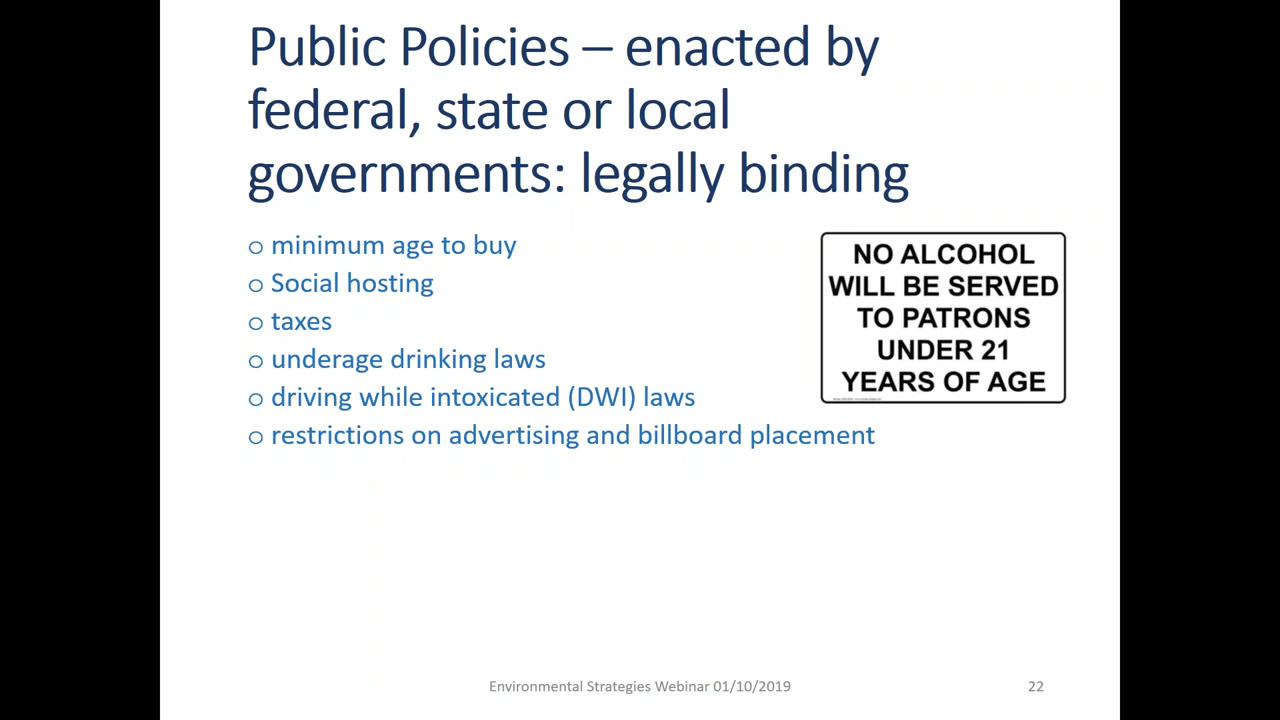 Public Policies – enacted by
federal, state or local
governments: legally binding
o minimum age to buy
o Social hosting
o taxes
o underage drinking laws
o driving while intoxicated (DWI) laws
o restrictions on advertising and billboard placement
NO ALCOHOL
WILL BE SERVED
TO PATRONS
UNDER 21
YEARS OF AGE
Environmental Strategies Webinar 01/10/2019
22